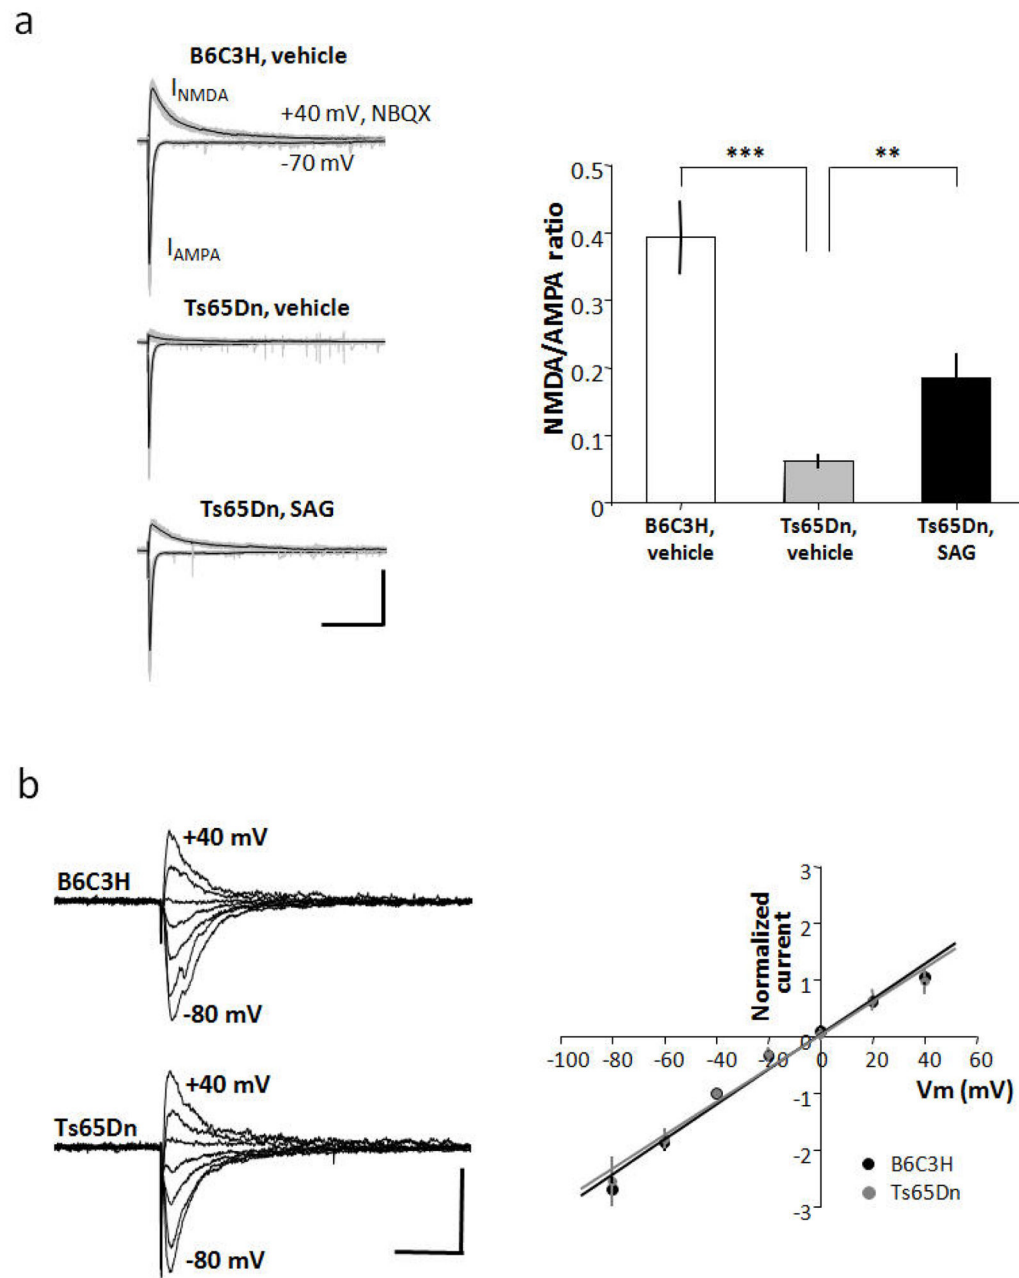 a
B6C3H, vehicle
I_NMDA
+40 mV, NBQX
-70 mV
I_AMPA
Ts65Dn, vehicle
Ts65Dn, SAG
NMDA/AMPA ratio
*** **
0.5
0.4
0.3
0.2
0.1
0
B6C3H, vehicle
Ts65Dn, vehicle
Ts65Dn, SAG
b
+40 mV
B6C3H
-80 mV
+40 mV
Ts65Dn
-80 mV
Normalized
current
3
2
1
0
-1
-2
-3
-100 -80 -60 -40 -20 0 20 40 60
Vm (mV)
B6C3H
Ts65Dn